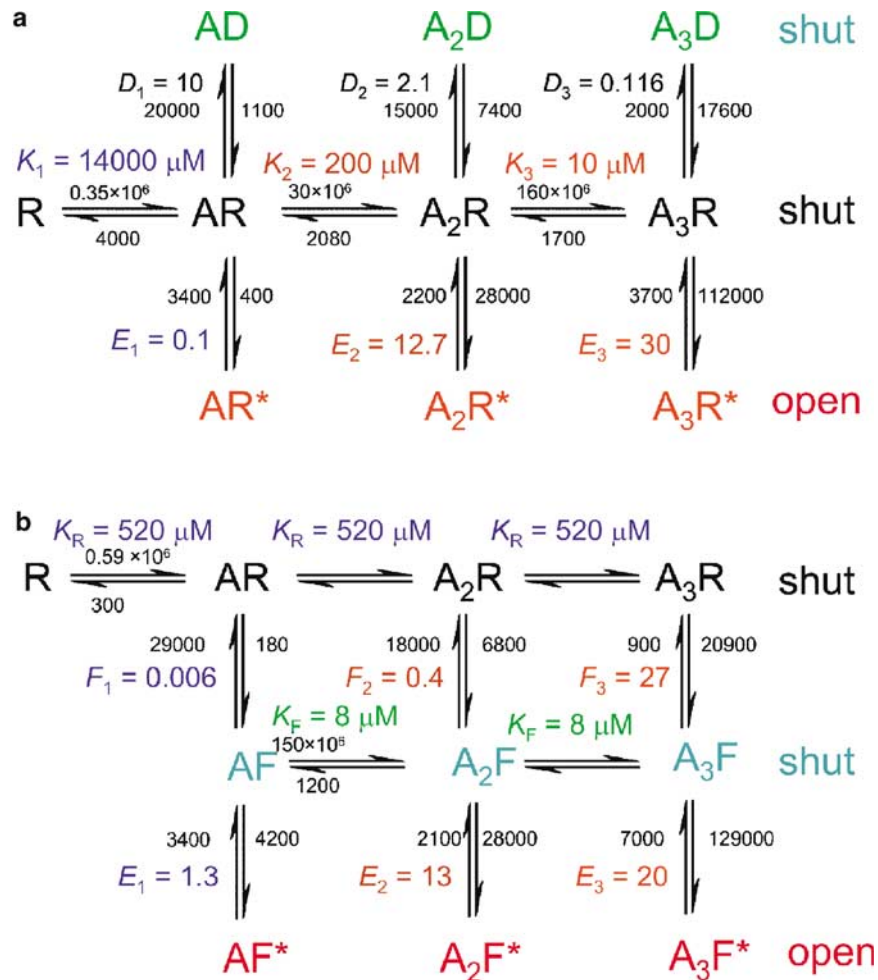 a
AD A₂D A₃D shut
D₁ = 10 D₂ = 2.1 D₃ = 0.116
20000 1100 15000 7400 2000 17600
K₁ = 14000 μM K₂ = 200 μM K₃ = 10 μM
0.35×10⁶ 30×10⁶ 160×10⁶
R AR A₂R A₃R shut
4000 2080 1700
3400 400 2200 28000 3700 112000
E₁ = 0.1 E₂ = 12.7 E₃ = 30
AR* A₂R* A₃R* open
b
K_R = 520 μM K_R = 520 μM K_R = 520 μM
0.59 ×10⁶
R AR A₂R A₃R shut
300
29000 180 18000 6800 900 20900
F₁ = 0.006 F₂ = 0.4 F₃ = 27
K_F = 8 μM K_F = 8 μM
150×10⁶
AF A₂F A₃F shut
1200
3400 4200 2100 28000 7000 129000
E₁ = 1.3 E₂ = 13 E₃ = 20
AF* A₂F* A₃F* open